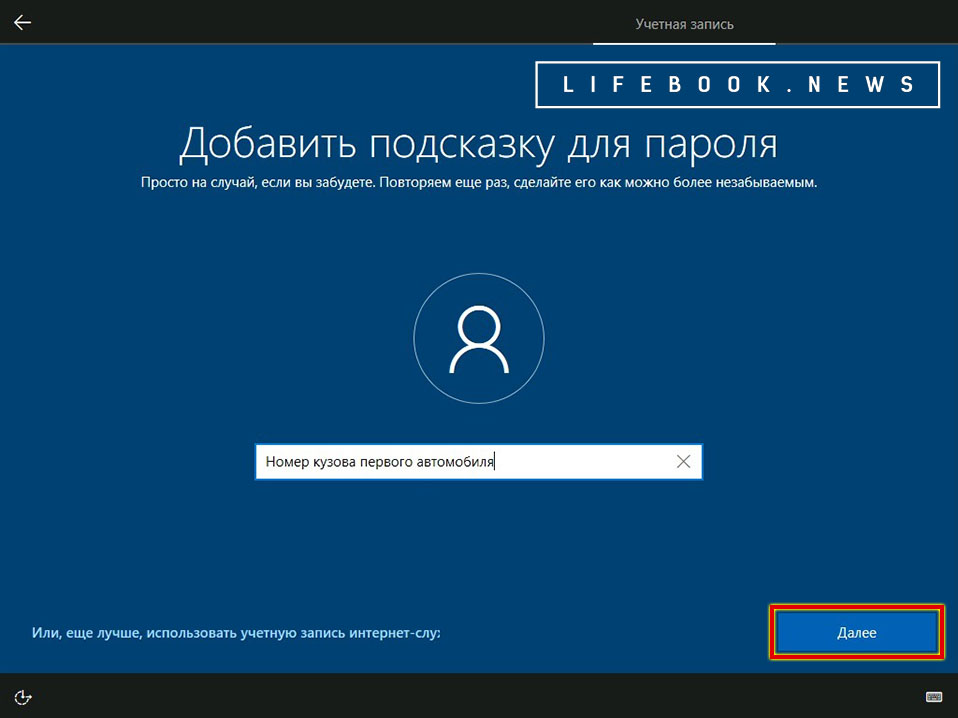 Учетная запись
LIFEBOOK.NEWS
Добавить подсказку для пароля
Просто на случай, если вы забудете. Повторяем еще раз, сделайте его как можно более незабываемым.
Номер кузова первого автомобиля
Или, еще лучше, использовать учетную запись интернет-слу
Далее